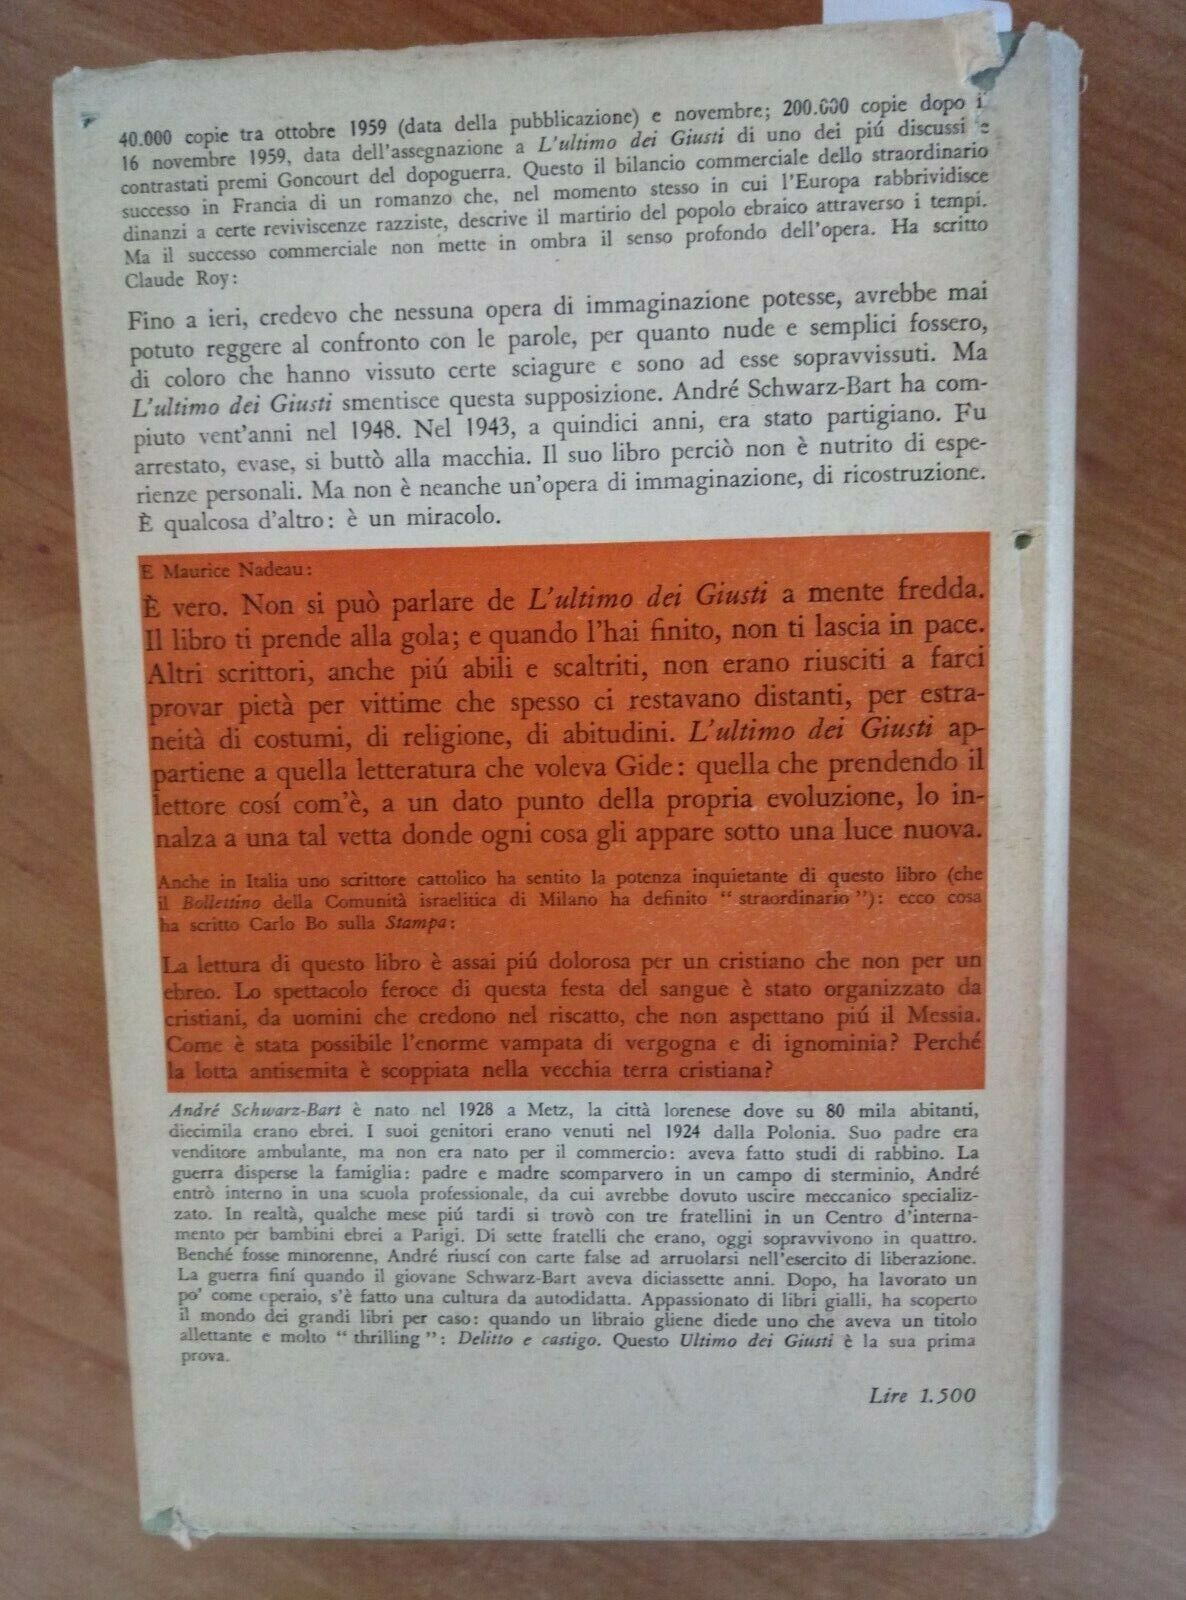 40.000 copie tra ottobre 1959 (data della pubblicazione) e novembre; 200.000 copie dopo i
16 novembre 1959, data dell'assegnazione a L'ultimo dei Giusti di uno dei piú discussi e
contrastati premi Goncourt del dopoguerra. Questo il bilancio commerciale dello straordinario
successo in Francia di un romanzo che, nel momento stesso in cui l'Europa rabbrividisce
dinanzi a certe reviviscenze razziste, descrive il martirio del popolo ebraico attraverso i tempi.
Ma il successo commerciale non mette in ombra il senso profondo dell'opera. Ha scritto
Claude Roy:
Fino a ieri, credevo che nessuna opera di immaginazione potesse, avrebbe mai
potuto reggere al confronto con le parole, per quanto nude e semplici fossero,
di coloro che hanno vissuto certe sciagure e sono ad esse sopravvissuti. Ma
L'ultimo dei Giusti smentisce questa supposizione. André Schwarz-Bart ha com-
piuto vent'anni nel 1948. Nel 1943, a quindici anni, era stato partigiano. Fu
arrestato, evase, si buttò alla macchia. Il suo libro perciò non è nutrito di espe-
rienze personali. Ma non è neanche un'opera di immaginazione, di ricostruzione.
È qualcosa d'altro: è un miracolo.
E Maurice Nadeau:
È vero. Non si può parlare de L'ultimo dei Giusti a mente fredda.
Il libro ti prende alla gola; e quando l'hai finito, non ti lascia in pace.
Altri scrittori, anche piú abili e scaltriti, non erano riusciti a farci
provar pietà per vittime che spesso ci restavano distanti, per estra-
neità di costumi, di religione, di abitudini. L'ultimo dei Giusti ap-
partiene a quella letteratura che voleva Gide: quella che prendendo il
lettore cosí com'è, a un dato punto della propria evoluzione, lo in-
nalza a una tal vetta donde ogni cosa gli appare sotto una luce nuova.
Anche in Italia uno scrittore cattolico ha sentito la potenza inquietante di questo libro (che
il Bollettino della Comunità israelitica di Milano ha definito "straordinario"): ecco cosa
ha scritto Carlo Bo sulla Stampa:
La lettura di questo libro è assai piú dolorosa per un cristiano che non per un
ebreo. Lo spettacolo feroce di questa festa del sangue è stato organizzato da
cristiani, da uomini che credono nel riscatto, che non aspettano piú il Messia.
Come è stata possibile l'enorme vampata di vergogna e di ignominia? Perché
la lotta antisemita è scoppiata nella vecchia terra cristiana?
André Schwarz-Bart è nato nel 1928 a Metz, la città lorenese dove su 80 mila abitanti,
diecimila erano ebrei. I suoi genitori erano venuti nel 1924 dalla Polonia. Suo padre era
venditore ambulante, ma non era nato per il commercio: aveva fatto studi di rabbino. La
guerra disperse la famiglia: padre e madre scomparvero in un campo di sterminio, André
entrò interno in una scuola professionale, da cui avrebbe dovuto uscire meccanico specializ-
zato. In realtà, qualche mese piú tardi si trovò con tre fratellini in un Centro d'interna-
mento per bambini ebrei a Parigi. Di sette fratelli che erano, oggi sopravvivono in quattro.
Benché fosse minorenne, André riuscí con carte false ad arruolarsi nell'esercito di liberazione.
La guerra finí quando il giovane Schwarz-Bart aveva diciassette anni. Dopo, ha lavorato un
po' come operaio, s'è fatto una cultura da autodidatta. Appassionato di libri gialli, ha scoperto
il mondo dei grandi libri per caso: quando un libraio gliene diede uno che aveva un titolo
allettante e molto "thrilling": Delitto e castigo. Questo Ultimo dei Giusti è la sua prima
prova.
Lire 1.500